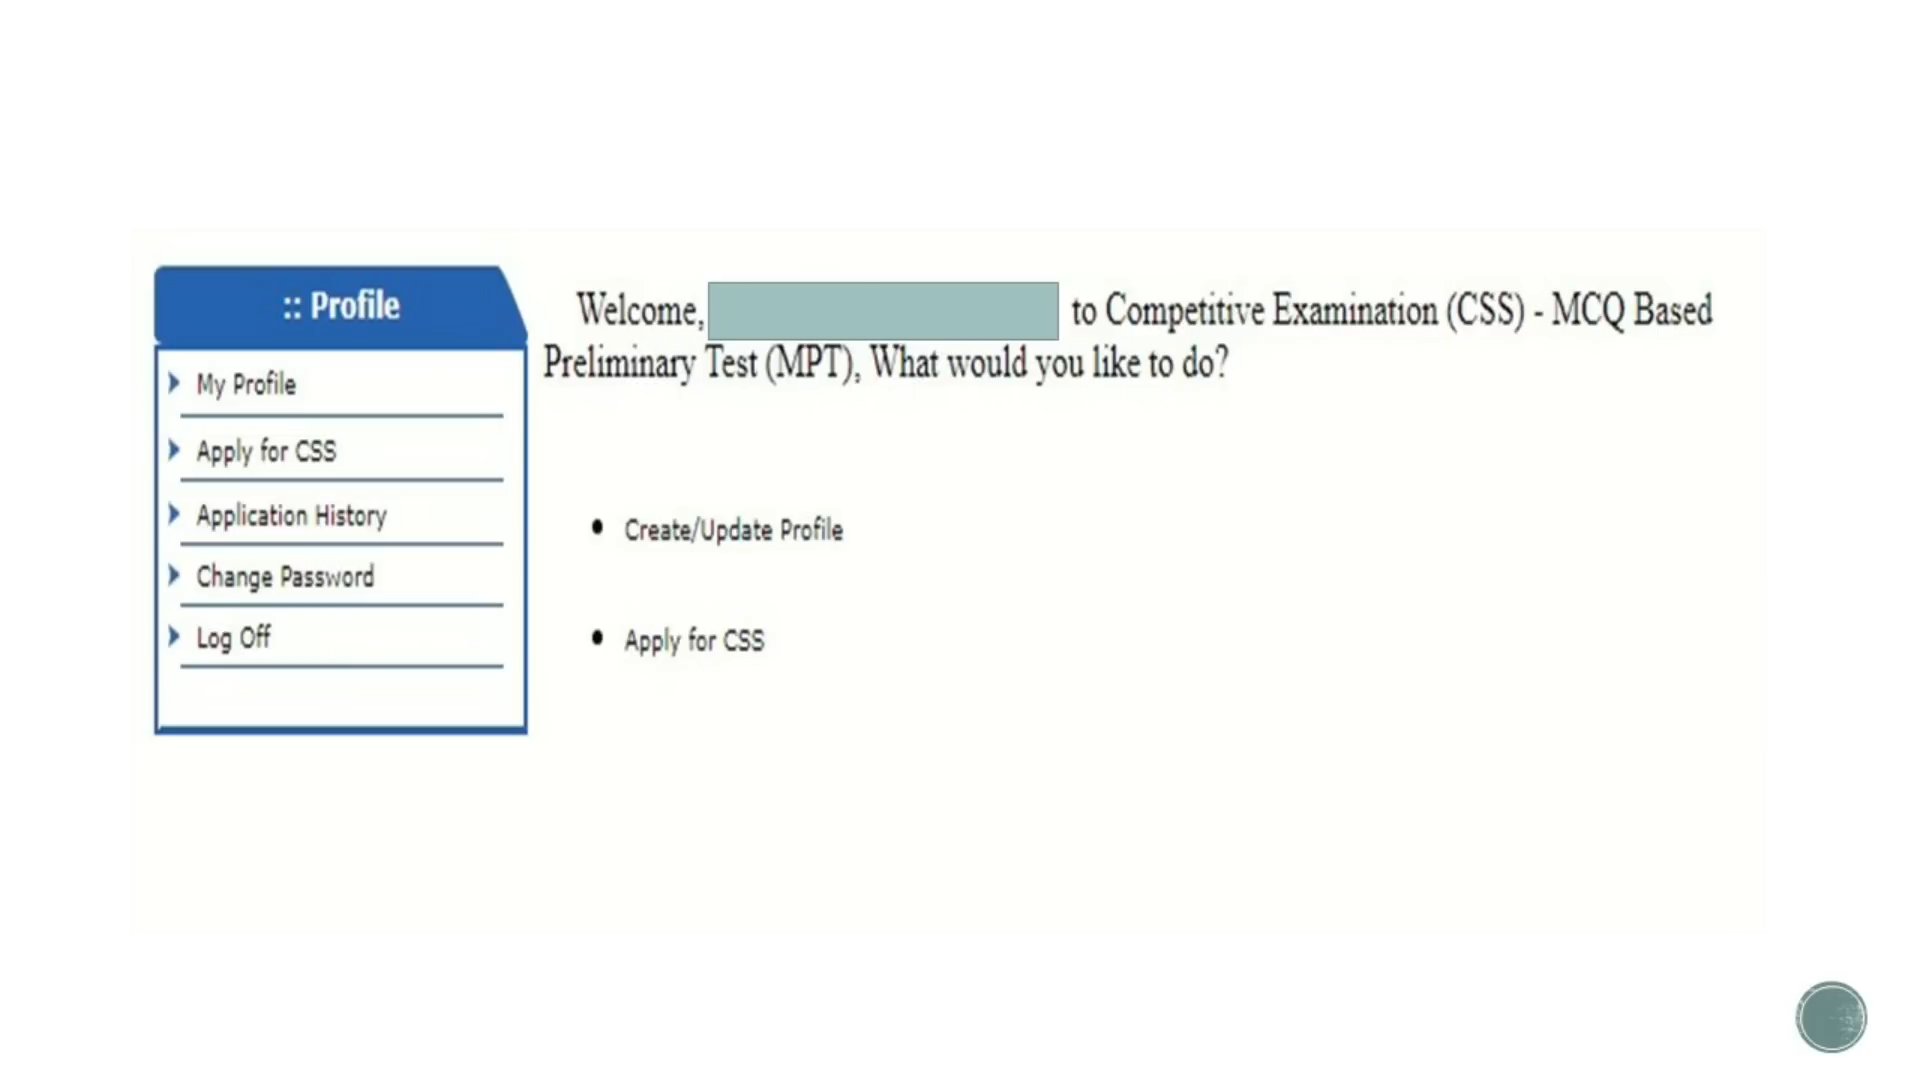 :: Profile
My Profile
Apply for CSS
Application History
Change Password
Log Off
Welcome, to Competitive Examination (CSS) - MCQ Based
Preliminary Test (MPT), What would you like to do?
• Create/Update Profile
• Apply for CSS